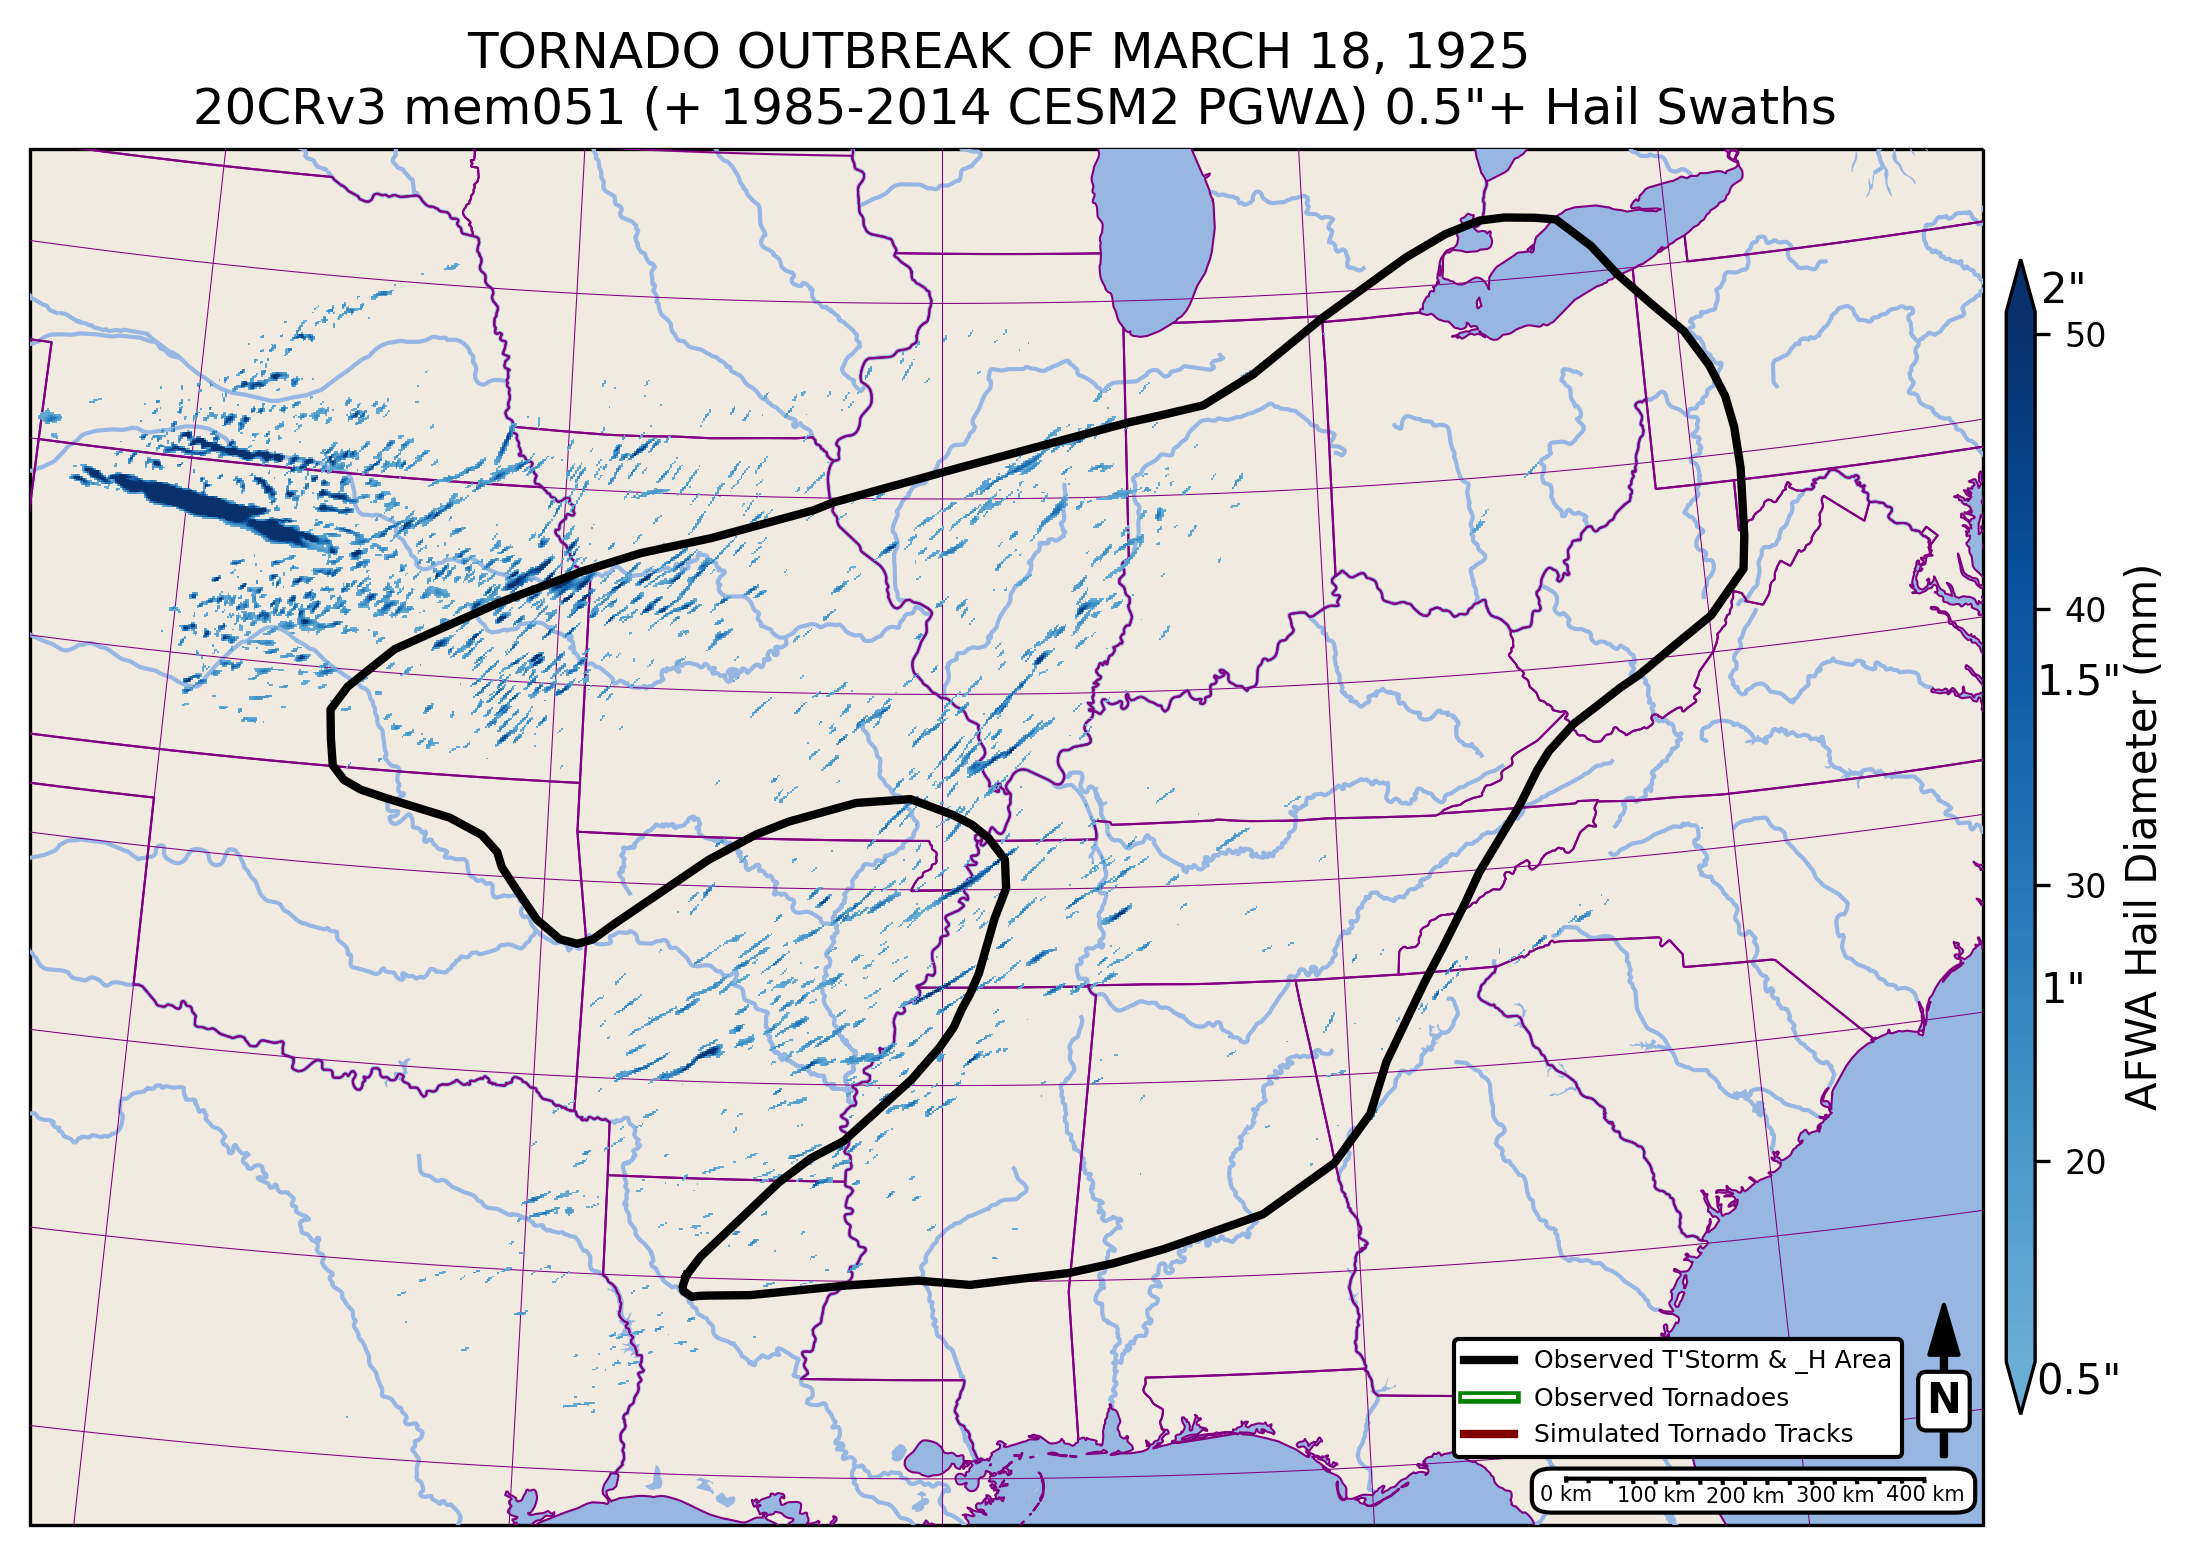 TORNADO OUTBREAK OF MARCH 18, 1925
20CRv3 mem051 (+ 1985-2014 CESM2 PGWΔ) 0.5"+ Hail Swaths
2"
50
40
1.5"
30
1"
20
0.5"
AFWA Hail Diameter (mm)
Observed T'Storm & _H Area
Observed Tornadoes
Simulated Tornado Tracks
N
0 km 100 km 200 km 300 km 400 km